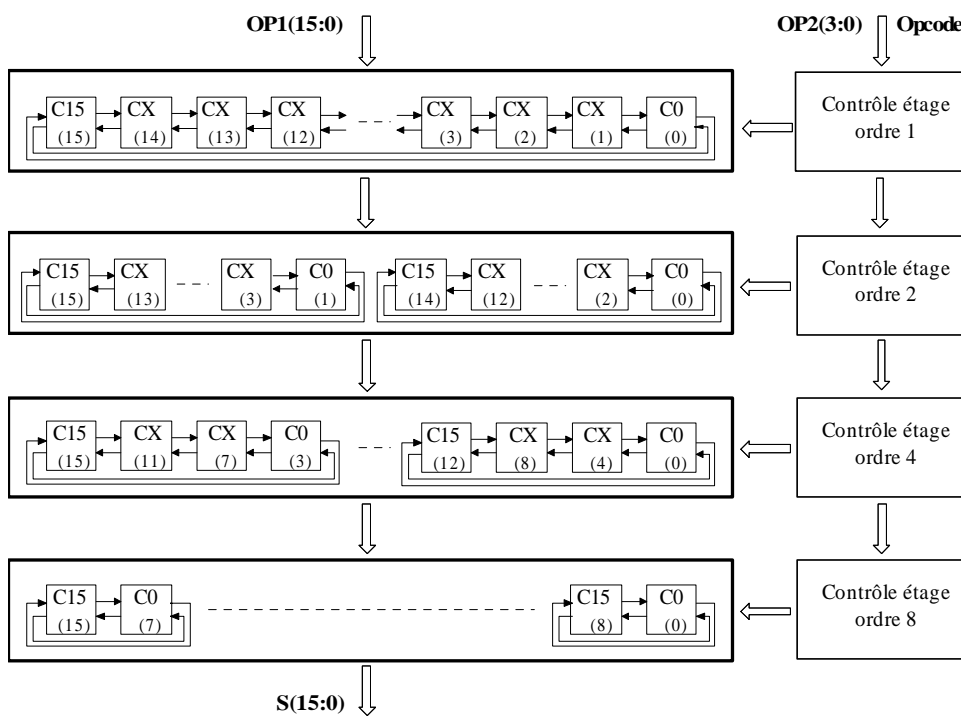 OP1(15:0) OP2(3:0) Opcode
C15 CX CX CX CX CX CX C0
(15) (14) (13) (12) (3) (2) (1) (0)
Contrôle étage
ordre 1
C15 CX CX C0 C15 CX CX C0
(15) (13) (3) (1) (14) (12) (2) (0)
Contrôle étage
ordre 2
C15 CX CX C0 C15 CX CX C0
(15) (11) (7) (3) (12) (8) (4) (0)
Contrôle étage
ordre 4
C15 C0 C15 C0
(15) (7) (8) (0)
Contrôle étage
ordre 8
S(15:0)